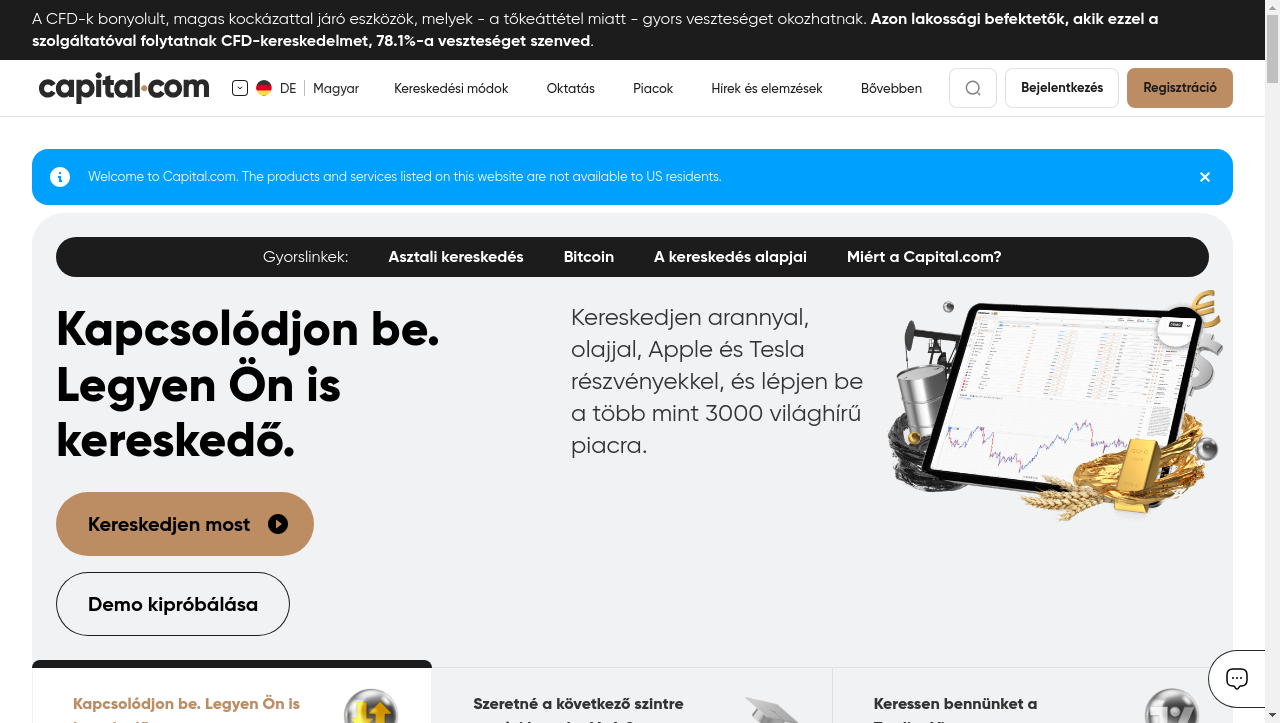 A CFD-k bonyolult, magas kockázattal járó eszközök, melyek - a tőkeáttétel miatt - gyors veszteséget okozhatnak. Azon lakossági befektetők, akik ezzel a
szolgáltatóval folytatnak CFD-kereskedelmet, 78.1%-a veszteséget szenved.
capital.com DE Magyar Kereskedési módok Oktatás Piacok Hírek és elemzések Bővebben Bejelentkezés Regisztráció
Welcome to Capital.com. The products and services listed on this website are not available to US residents.
Gyorslinkek: Asztali kereskedés Bitcoin A kereskedés alapjai Miért a Capital.com?
Kapcsolódjon be.
Legyen Ön is
kereskedő.
Kereskedjen arannyal,
olajjal, Apple és Tesla
részvényekkel, és lépjen be
a több mint 3000 világhírű
piacra.
Kereskedjen most
Demo kipróbálása
Kapcsolódjon be. Legyen Ön is
Szeretné a következő szintre
Keressen bennünket a